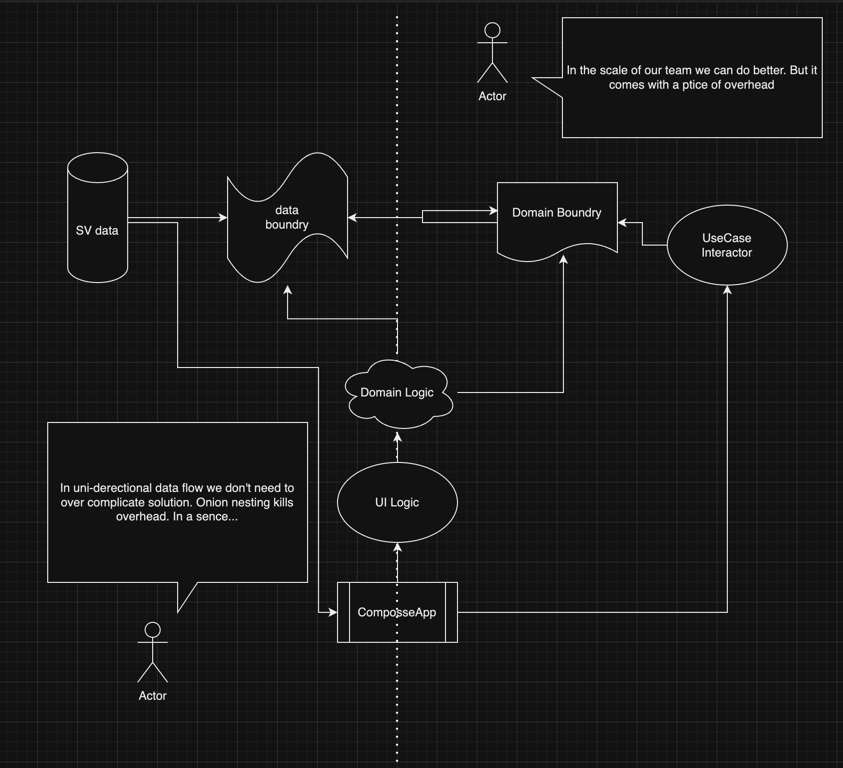 Actor
In the scale of our team we can do better. But it
comes with a ptice of overhead
SV data
data
boundry
Domain Boundry
UseCase
Interactor
Domain Logic
In uni-derectional data flow we don't need to
over complicate solution. Onion nesting kills
overhead. In a sence...
UI Logic
ComposseApp
Actor